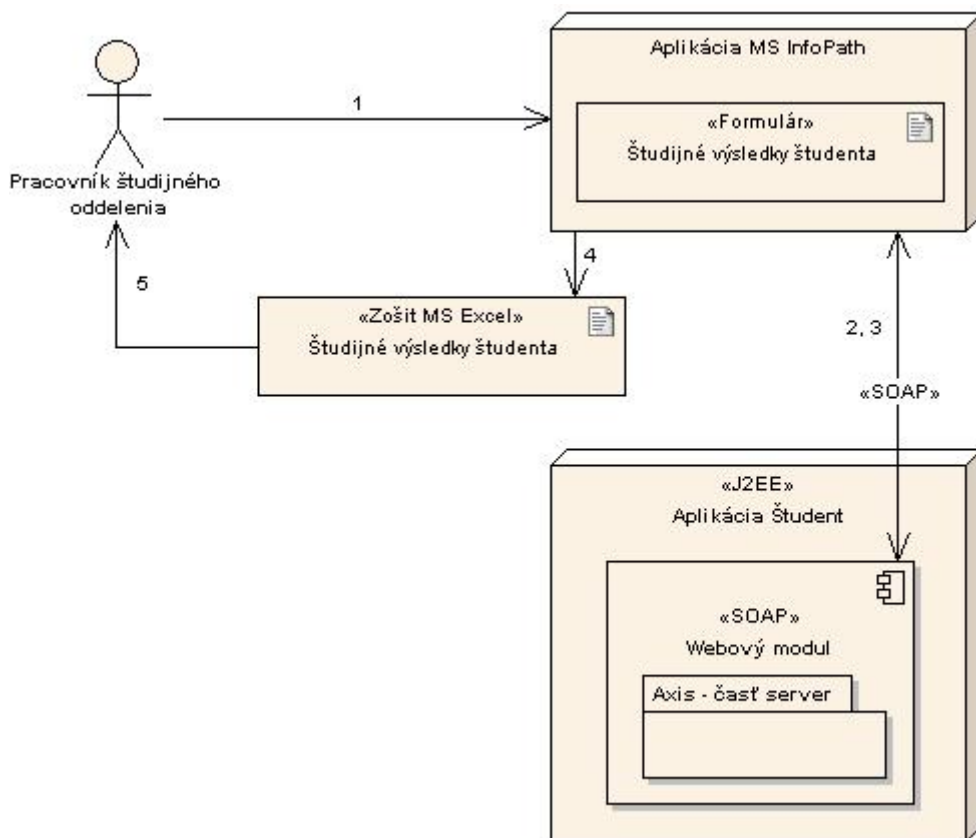 Aplikácia MS InfoPath
1
«Formulár»
Študijné výsledky študenta
Pracovník študijného
oddelenia
4
5
«Zošit MS Excel»
Študijné výsledky študenta
2, 3
«SOAP»
«J2EE»
Aplikácia Študent
«SOAP»
Webový modul
Axis - časť server